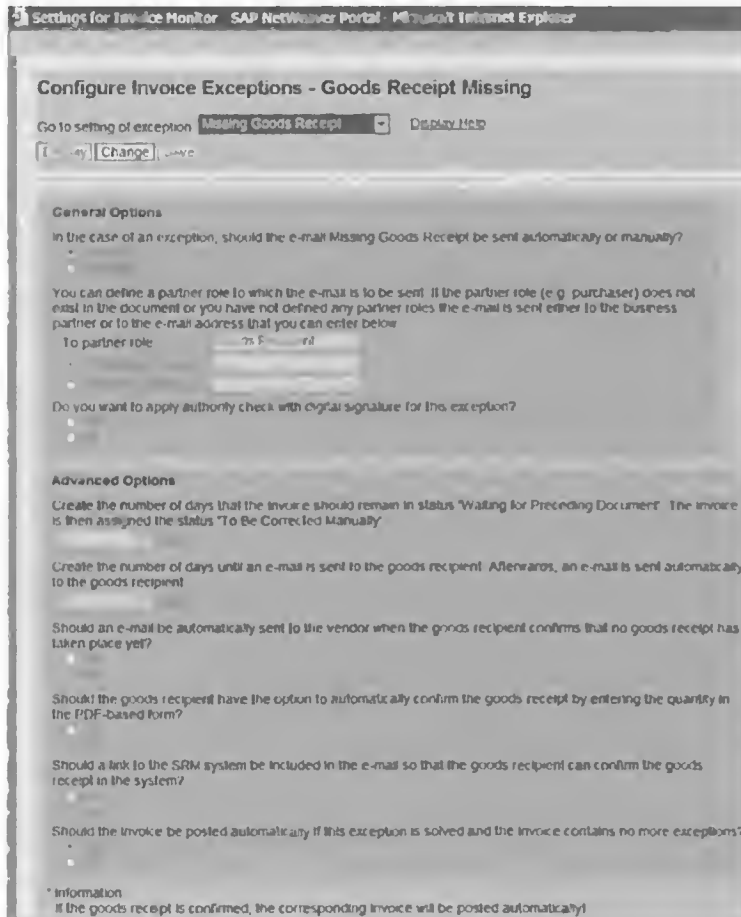 Settings for Invoice Monitor - SAP NetWeaver Portal - Microsoft Internet Explorer
Configure Invoice Exceptions - Goods Receipt Missing
Go to setting of exception Missing Goods Receipt Display Help
Change
General Options
In the case of an exception, should the e-mail Missing Goods Receipt be sent automatically or manually?
You can define a partner role to which the e-mail is to be sent. If the partner role (e.g. purchaser) does not
exist in the document or you have not defined any partner roles the e-mail is sent either to the business
partner or to the e-mail address that you can enter below
To partner role
Do you want to apply authority check with digital signature for this exception?
Advanced Options
Create the number of days that the invoice should remain in status 'Waiting for Preceding Document'. The invoice
is then assigned the status 'To Be Corrected Manually'
Create the number of days until an e-mail is sent to the goods recipient. Afterwards, an e-mail is sent automatically
to the goods recipient
Should an e-mail be automatically sent to the vendor when the goods recipient confirms that no goods receipt has
taken place yet?
Should the goods recipient have the option to automatically confirm the goods receipt by entering the quantity in
the PDF-based form?
Should a link to the SRM system be included in the e-mail so that the goods recipient can confirm the goods
receipt in the system?
Should the invoice be posted automatically if this exception is solved and the invoice contains no more exceptions?
* Information
If the goods receipt is confirmed, the corresponding invoice will be posted automatically!